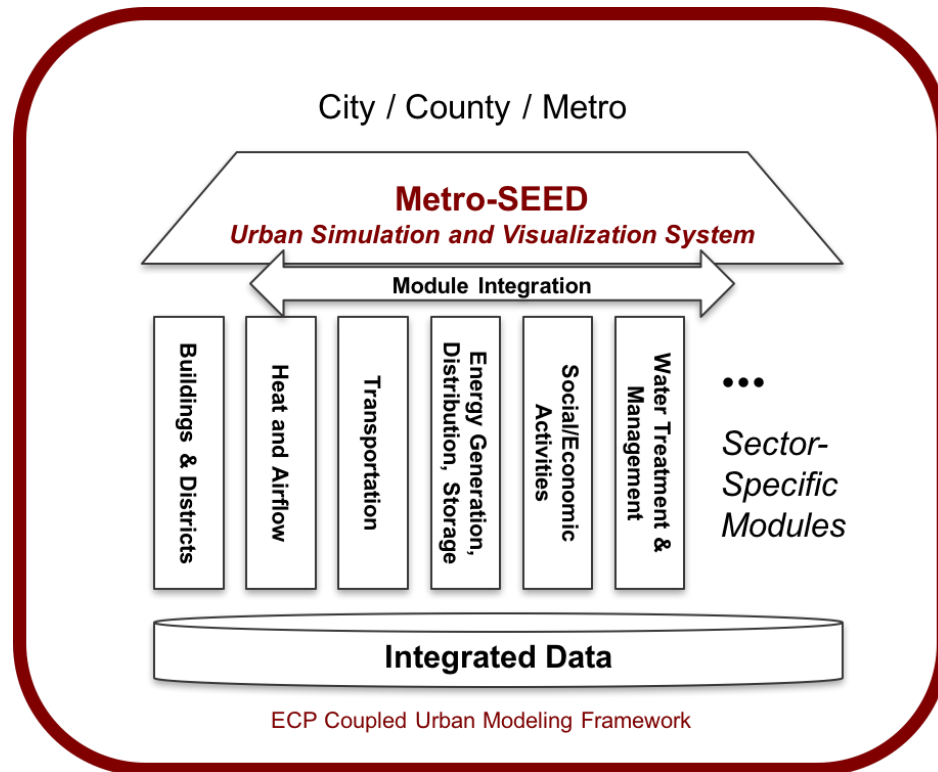 City / County / Metro
Metro-SEED
Urban Simulation and Visualization System
Module Integration
Buildings & Districts
Heat and Airflow
Transportation
Energy Generation,
Distribution, Storage
Social/Economic
Activities
Water Treatment &
Management
•••
Sector-
Specific
Modules
Integrated Data
ECP Coupled Urban Modeling Framework